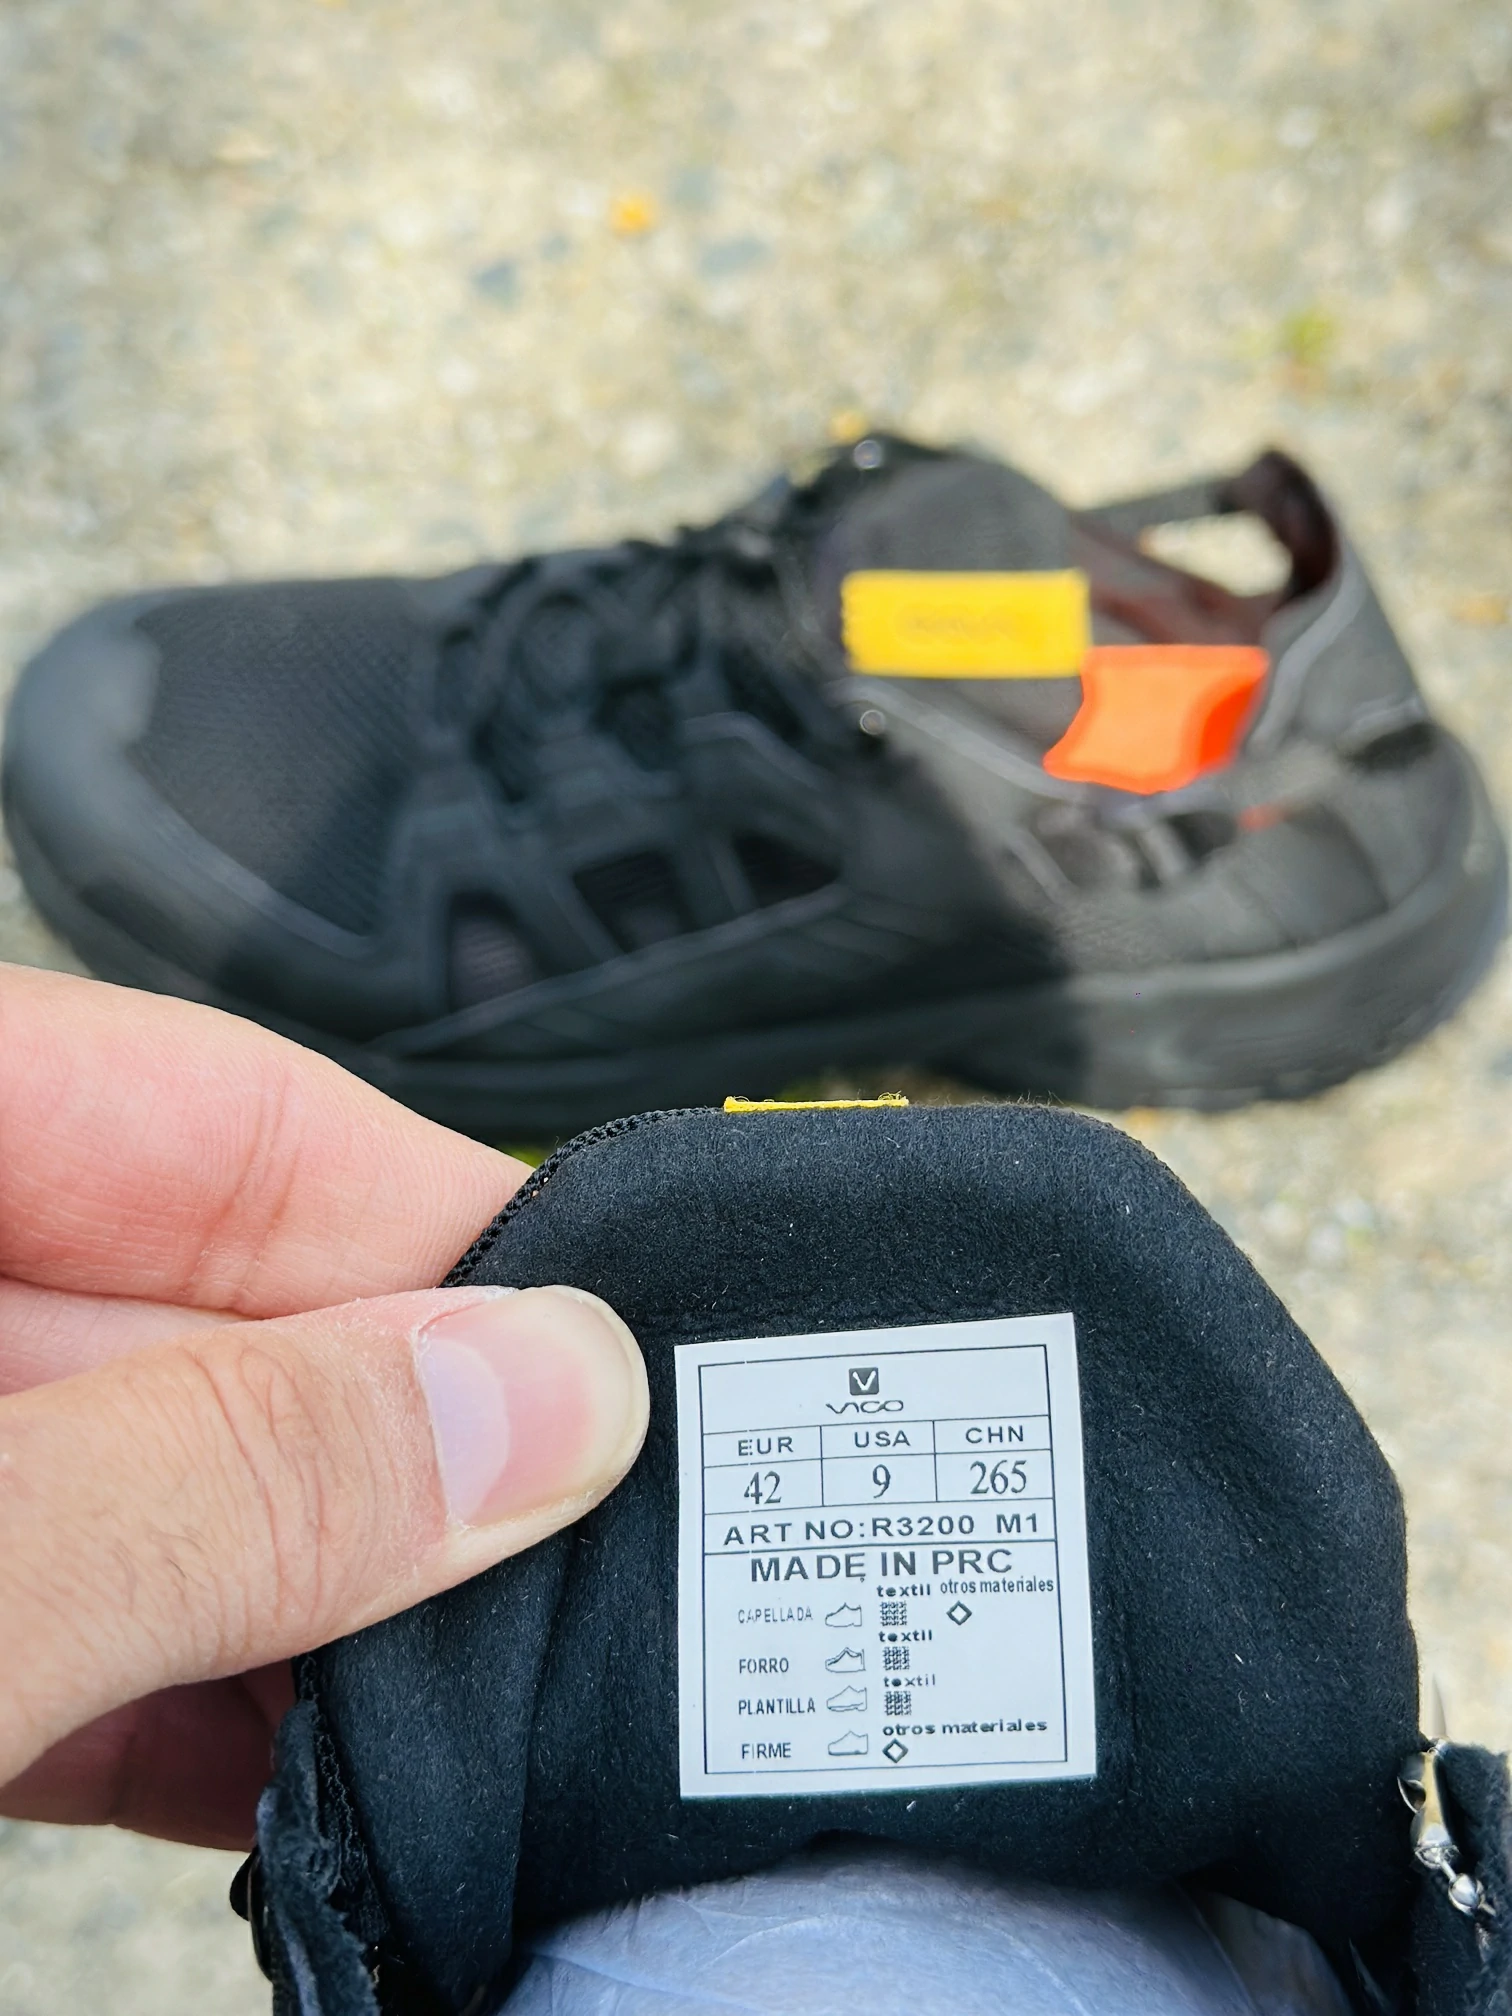 V
VICO
EUR USA CHN
42 9 265
ART NO:R3200 M1
MADE IN PRC
textil otros materiales
CAPELLADA
textil
FORRO
textil
PLANTILLA
otros materiales
FIRME